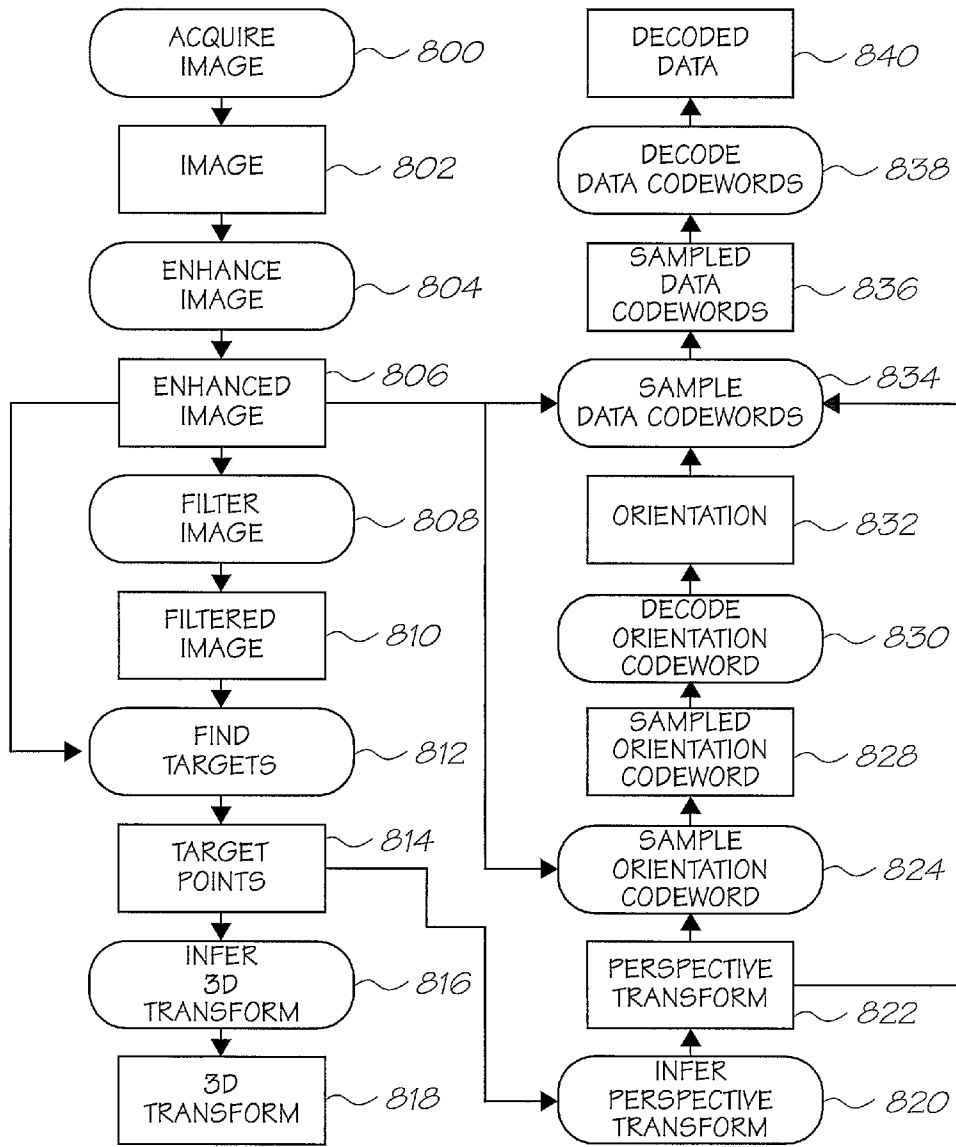 ACQUIRE
IMAGE
800
IMAGE
802
ENHANCE
IMAGE
804
ENHANCED
IMAGE
806
FILTER
IMAGE
808
FILTERED
IMAGE
810
FIND
TARGETS
812
TARGET
POINTS
814
INFER
3D
TRANSFORM
816
3D
TRANSFORM
818
DECODED
DATA
840
DECODE
DATA CODEWORDS
838
SAMPLED
DATA
CODEWORDS
836
SAMPLE
DATA CODEWORDS
834
ORIENTATION
832
DECODE
ORIENTATION
CODEWORD
830
SAMPLED
ORIENTATION
CODEWORD
828
SAMPLE
ORIENTATION
CODEWORD
824
PERSPECTIVE
TRANSFORM
822
INFER
PERSPECTIVE
TRANSFORM
820